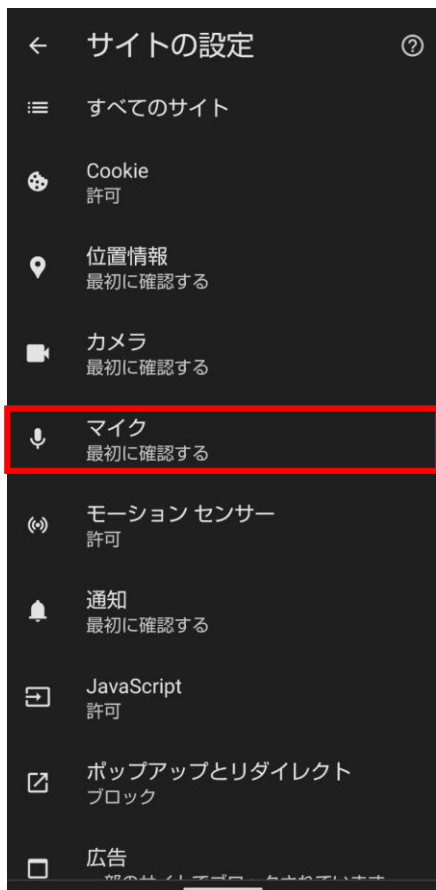 サイトの設定
すべてのサイト
Cookie
許可
位置情報
最初に確認する
カメラ
最初に確認する
マイク
最初に確認する
モーション センサー
許可
通知
最初に確認する
JavaScript
許可
ポップアップとリダイレクト
ブロック
広告